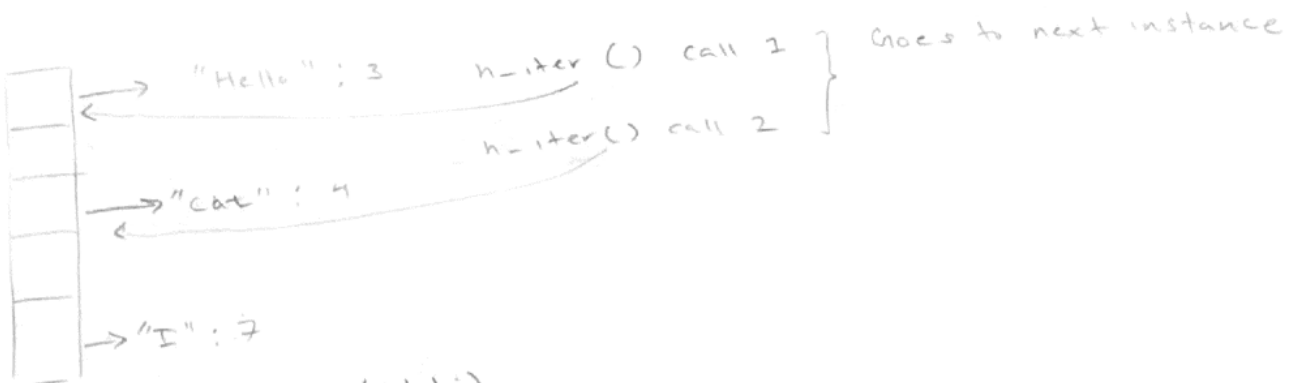 "Hello" : 3 h_iter () call 1 Goes to next instance
h_iter() call 2
"cat" : 4
"I" : 7